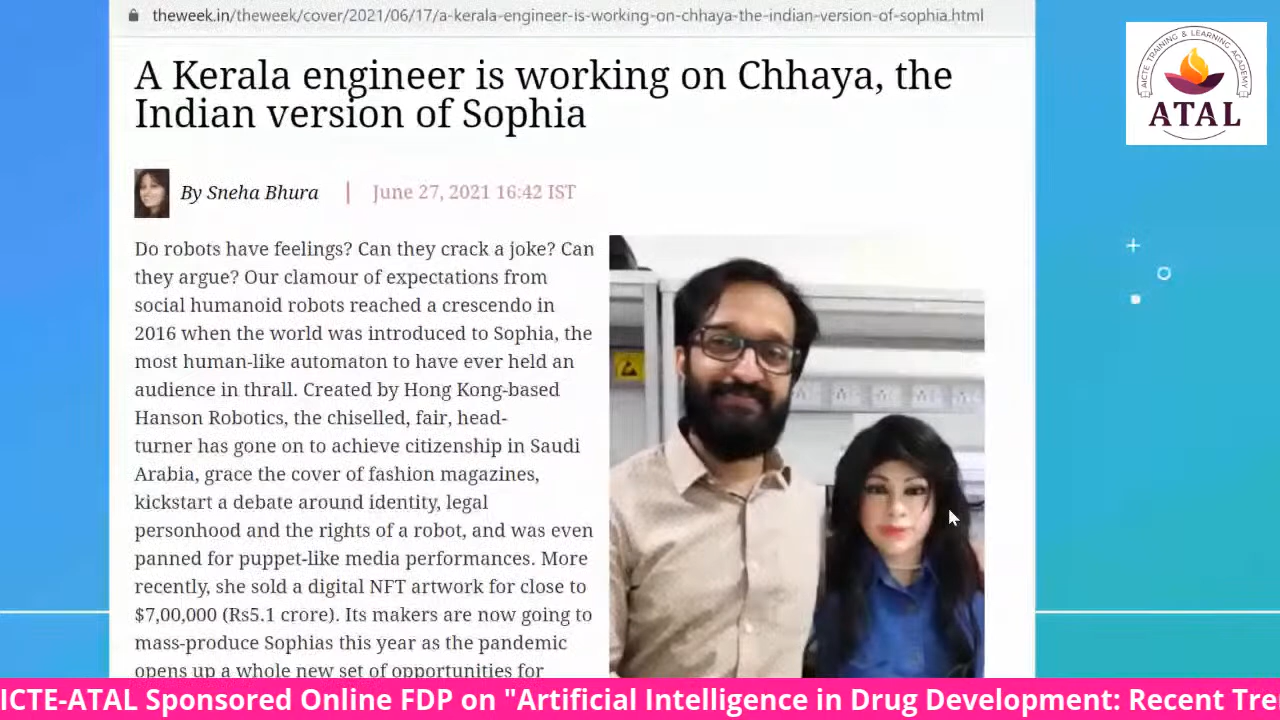 theweek.in/theweek/cover/2021/06/17/a-kerala-engineer-is-working-on-chhaya-the-indian-version-of-sophia.html
AICTE TRAINING & LEARNING ACADEMY
ATAL
A Kerala engineer is working on Chhaya, the
Indian version of Sophia
By Sneha Bhura | June 27, 2021 16:42 IST
Do robots have feelings? Can they crack a joke? Can
they argue? Our clamour of expectations from
social humanoid robots reached a crescendo in
2016 when the world was introduced to Sophia, the
most human-like automaton to have ever held an
audience in thrall. Created by Hong Kong-based
Hanson Robotics, the chiselled, fair, head-
turner has gone on to achieve citizenship in Saudi
Arabia, grace the cover of fashion magazines,
kickstart a debate around identity, legal
personhood and the rights of a robot, and was even
panned for puppet-like media performances. More
recently, she sold a digital NFT artwork for close to
$7,00,000 (Rs5.1 crore). Its makers are now going to
mass-produce Sophias this year as the pandemic
opens up a whole new set of opportunities for
ICTE-ATAL Sponsored Online FDP on "Artificial Intelligence in Drug Development: Recent Tre